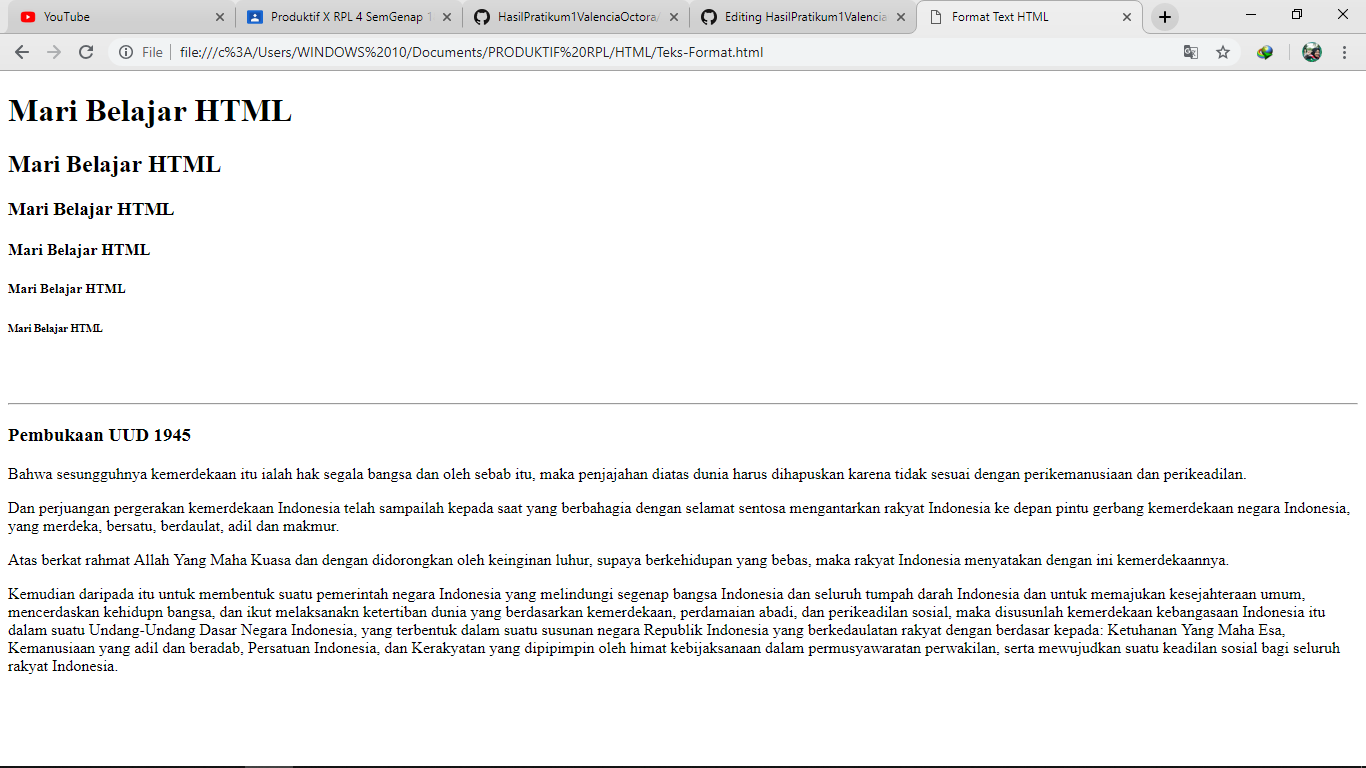 YouTube
Produktif X RPL 4 SemGenap 1
HasilPratikum1ValenciaOctora/
Editing HasilPratikum1Valencia
Format Text HTML
File
file:///c%3A/Users/WINDOWS%2010/Documents/PRODUKTIF%20RPL/HTML/Teks-Format.html
Mari Belajar HTML
Mari Belajar HTML
Mari Belajar HTML
Mari Belajar HTML
Mari Belajar HTML
Mari Belajar HTML
Pembukaan UUD 1945
Bahwa sesungguhnya kemerdekaan itu ialah hak segala bangsa dan oleh sebab itu, maka penjajahan diatas dunia harus dihapuskan karena tidak sesuai dengan perikemanusiaan dan perikeadilan.
Dan perjuangan pergerakan kemerdekaan Indonesia telah sampailah kepada saat yang berbahagia dengan selamat sentosa mengantarkan rakyat Indonesia ke depan pintu gerbang kemerdekaan negara Indonesia,
yang merdeka, bersatu, berdaulat, adil dan makmur.
Atas berkat rahmat Allah Yang Maha Kuasa dan dengan didorongkan oleh keinginan luhur, supaya berkehidupan yang bebas, maka rakyat Indonesia menyatakan dengan ini kemerdekaannya.
Kemudian daripada itu untuk membentuk suatu pemerintah negara Indonesia yang melindungi segenap bangsa Indonesia dan seluruh tumpah darah Indonesia dan untuk memajukan kesejahteraan umum,
mencerdaskan kehidupn bangsa, dan ikut melaksanakn ketertiban dunia yang berdasarkan kemerdekaan, perdamaian abadi, dan perikeadilan sosial, maka disusunlah kemerdekaan kebangasaan Indonesia itu
dalam suatu Undang-Undang Dasar Negara Indonesia, yang terbentuk dalam suatu susunan negara Republik Indonesia yang berkedaulatan rakyat dengan berdasar kepada: Ketuhanan Yang Maha Esa,
Kemanusiaan yang adil dan beradab, Persatuan Indonesia, dan Kerakyatan yang dipipimpin oleh himat kebijaksanaan dalam permusyawaratan perwakilan, serta mewujudkan suatu keadilan sosial bagi seluruh
rakyat Indonesia.